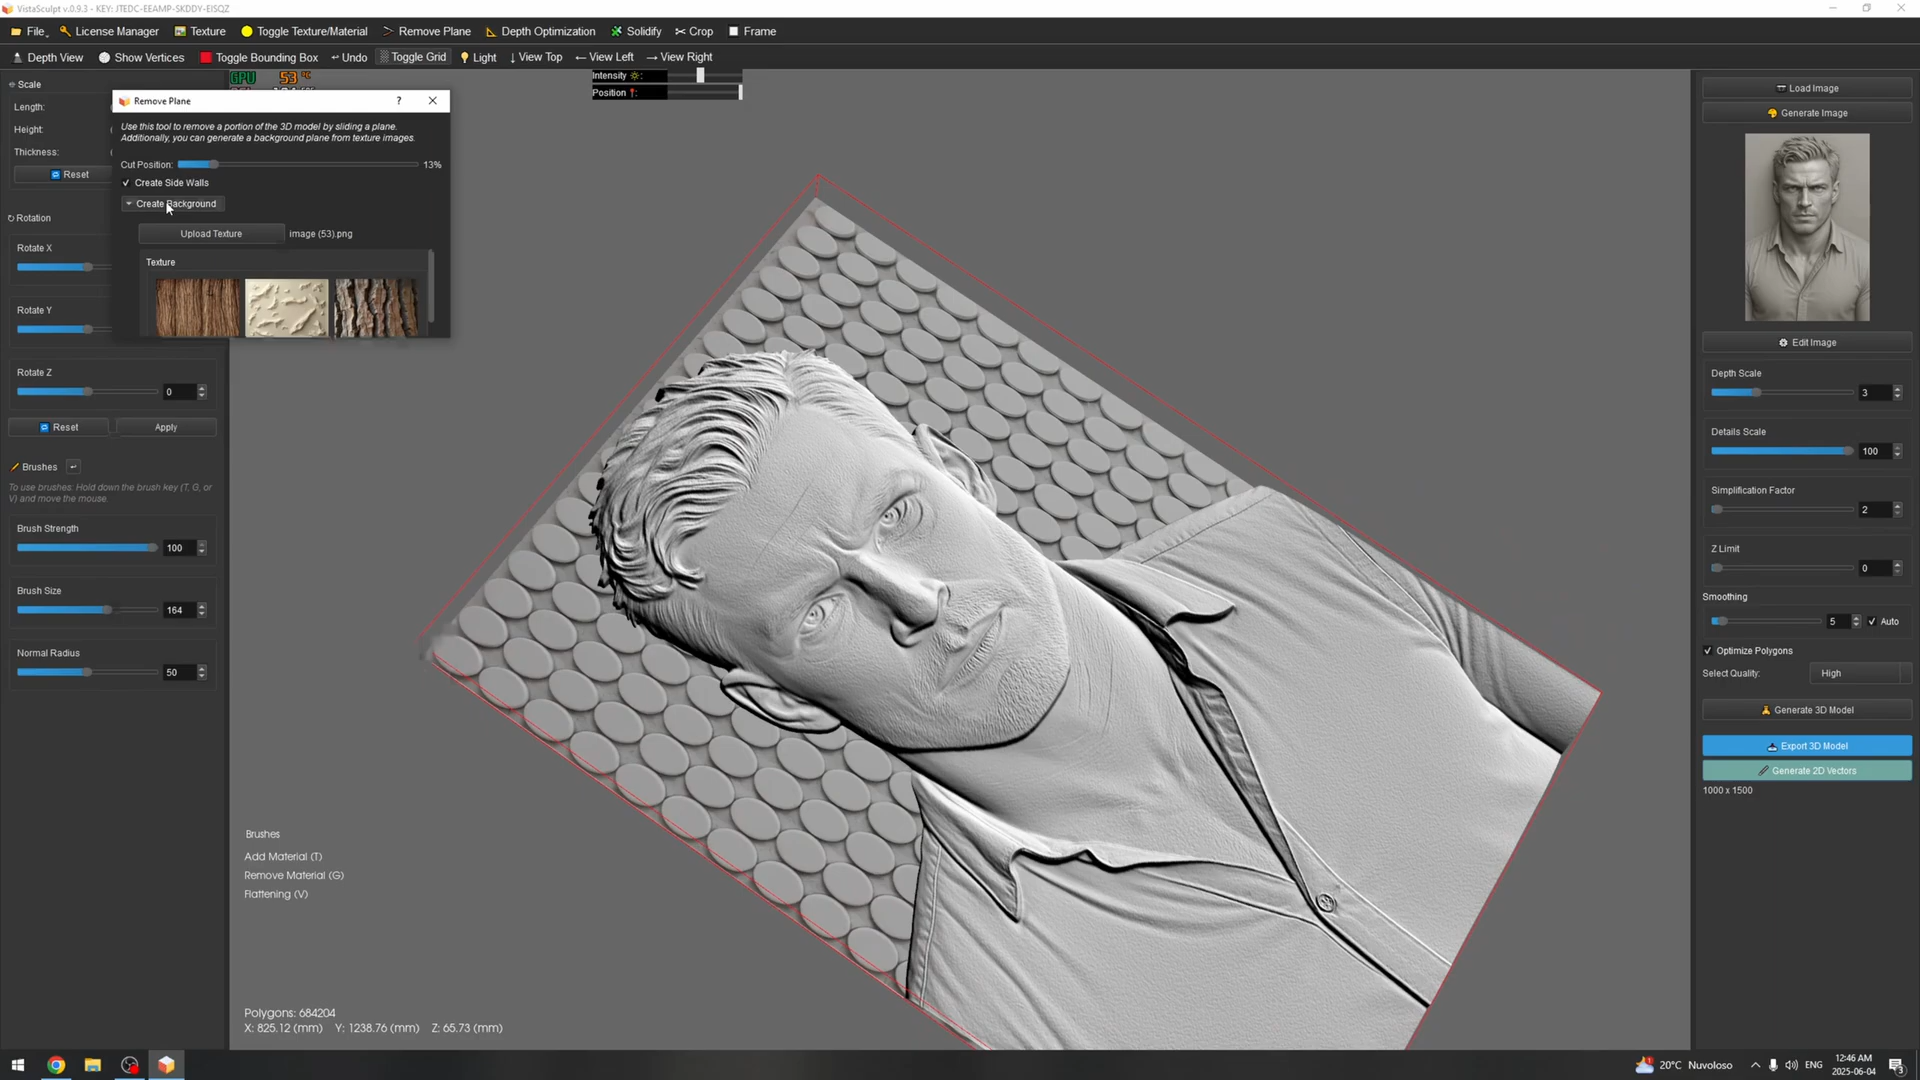 VistaSculpt v.0.9.3 - KEY: JTEDC-EEAMP-SKDDY-EISQZ
File
License Manager
Texture
Toggle Texture/Material
Remove Plane
Depth Optimization
Solidify
Crop
Frame
Depth View
Show Vertices
Toggle Bounding Box
Undo
Toggle Grid
Light
View Top
View Left
View Right
Scale
Length:
Height:
Thickness:
Reset
Rotation
Rotate X
Rotate Y
Rotate Z
0
Reset
Apply
Brushes
To use brushes: Hold down the brush key (T, G, or
V) and move the mouse.
Brush Strength
100
Brush Size
164
Normal Radius
50
GPU 53 °C
Intensity :
Position :
Remove Plane
?
Use this tool to remove a portion of the 3D model by sliding a plane.
Additionally, you can generate a background plane from texture images.
Cut Position:
13%
Create Side Walls
Create Background
Upload Texture
image (53).png
Texture
Brushes
Add Material (T)
Remove Material (G)
Flattening (V)
Polygons: 684204
X: 825.12 (mm) Y: 1238.76 (mm) Z: 65.73 (mm)
Load Image
Generate Image
Edit Image
Depth Scale
3
Details Scale
100
Simplification Factor
2
Z Limit
0
Smoothing
5
Auto
Optimize Polygons
Select Quality:
High
Generate 3D Model
Export 3D Model
Generate 2D Vectors
1000 x 1500
20°C Nuvoloso
ENG
12:46 AM
2025-06-04
3